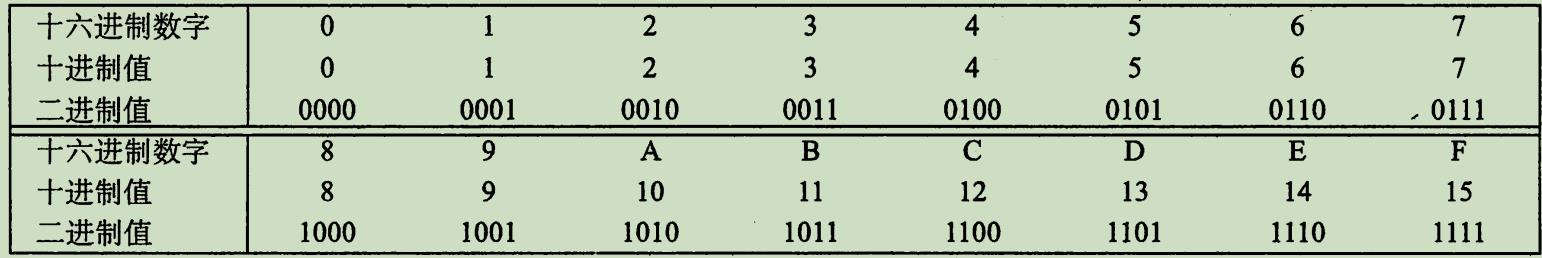 十六进制数字 0 1 2 3 4 5 6 7
十进制值 0 1 2 3 4 5 6 7
二进制值 0000 0001 0010 0011 0100 0101 0110 0111
十六进制数字 8 9 A B C D E F
十进制值 8 9 10 11 12 13 14 15
二进制值 1000 1001 1010 1011 1100 1101 1110 1111